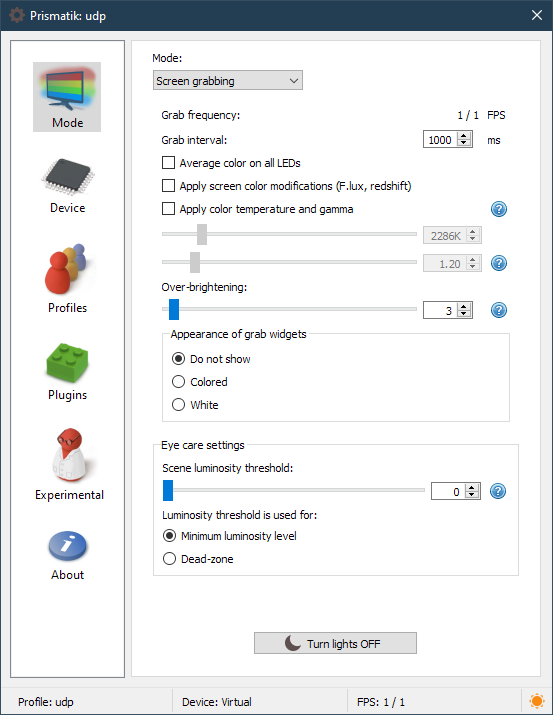 Prismatik: udp
Mode
Device
Profiles
Plugins
Experimental
About
Mode:
Screen grabbing
Grab frequency: 1 / 1 FPS
Grab interval: 1000 ms
Average color on all LEDs
Apply screen color modifications (F.lux, redshift)
Apply color temperature and gamma ?
2286K
1.20 ?
Over-brightening:
3 ?
Appearance of grab widgets
Do not show
Colored
White
Eye care settings
Scene luminosity threshold:
0 ?
Luminosity threshold is used for:
Minimum luminosity level
Dead-zone
Turn lights OFF
Profile: udp Device: Virtual FPS: 1 / 1